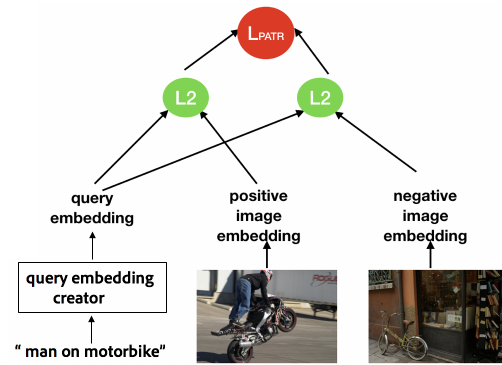 LPATR
L2
L2
query
embedding
positive
image
embedding
negative
image
embedding
query embedding
creator
“ man on motorbike”